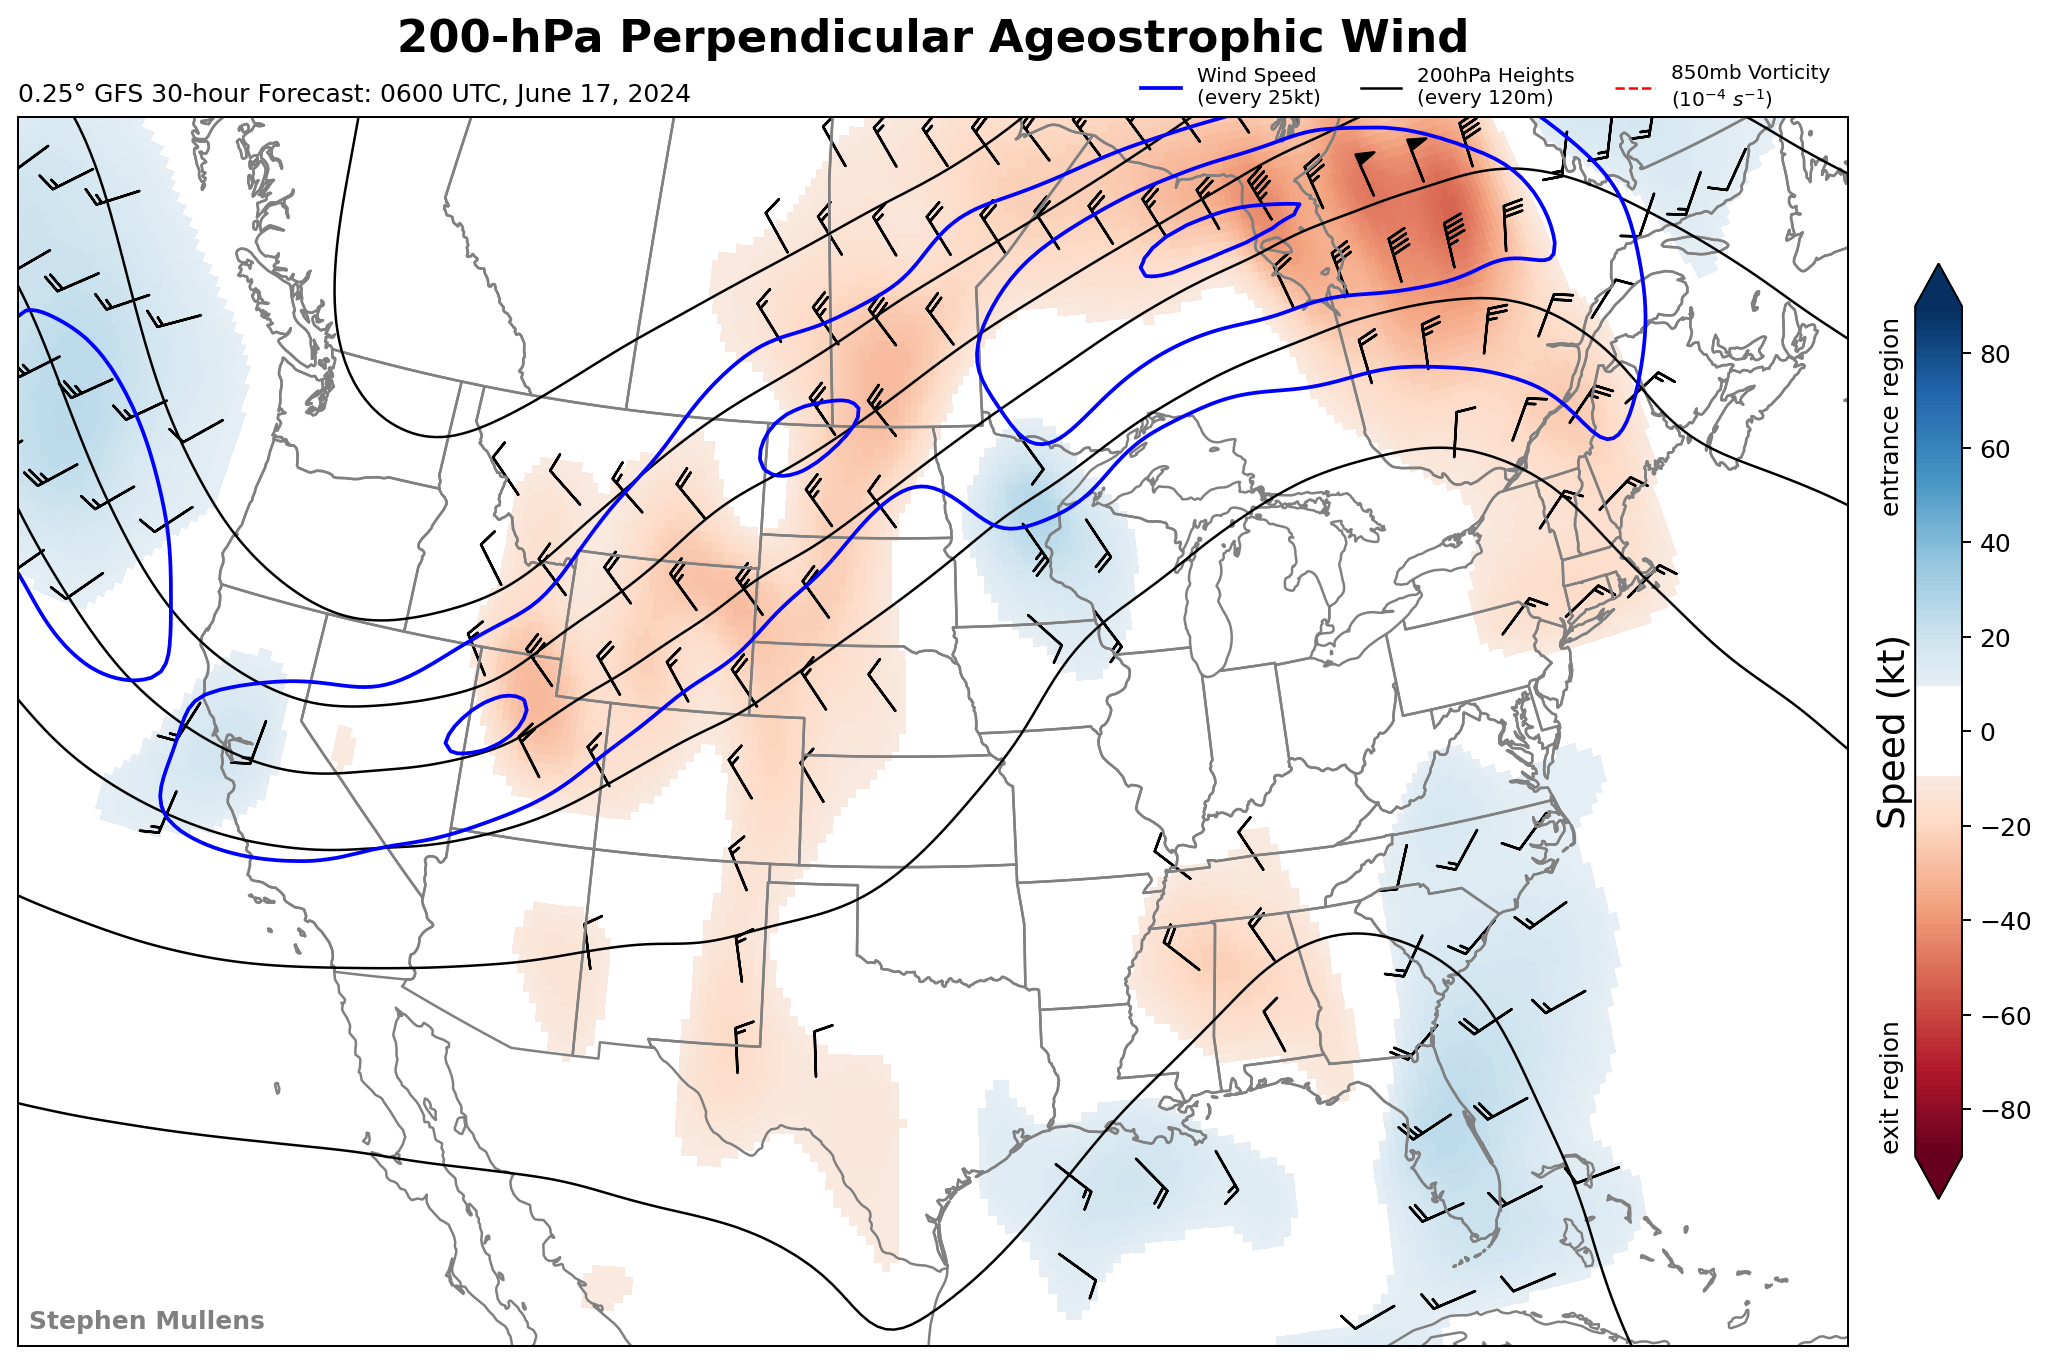 200-hPa Perpendicular Ageostrophic Wind
0.25° GFS 30-hour Forecast: 0600 UTC, June 17, 2024
Wind Speed
(every 25kt)
200hPa Heights
(every 120m)
850mb Vorticity
(10⁻⁴ s⁻¹)
entrance region
Speed (kt)
exit region
80
60
40
20
0
−20
−40
−60
−80
Stephen Mullens